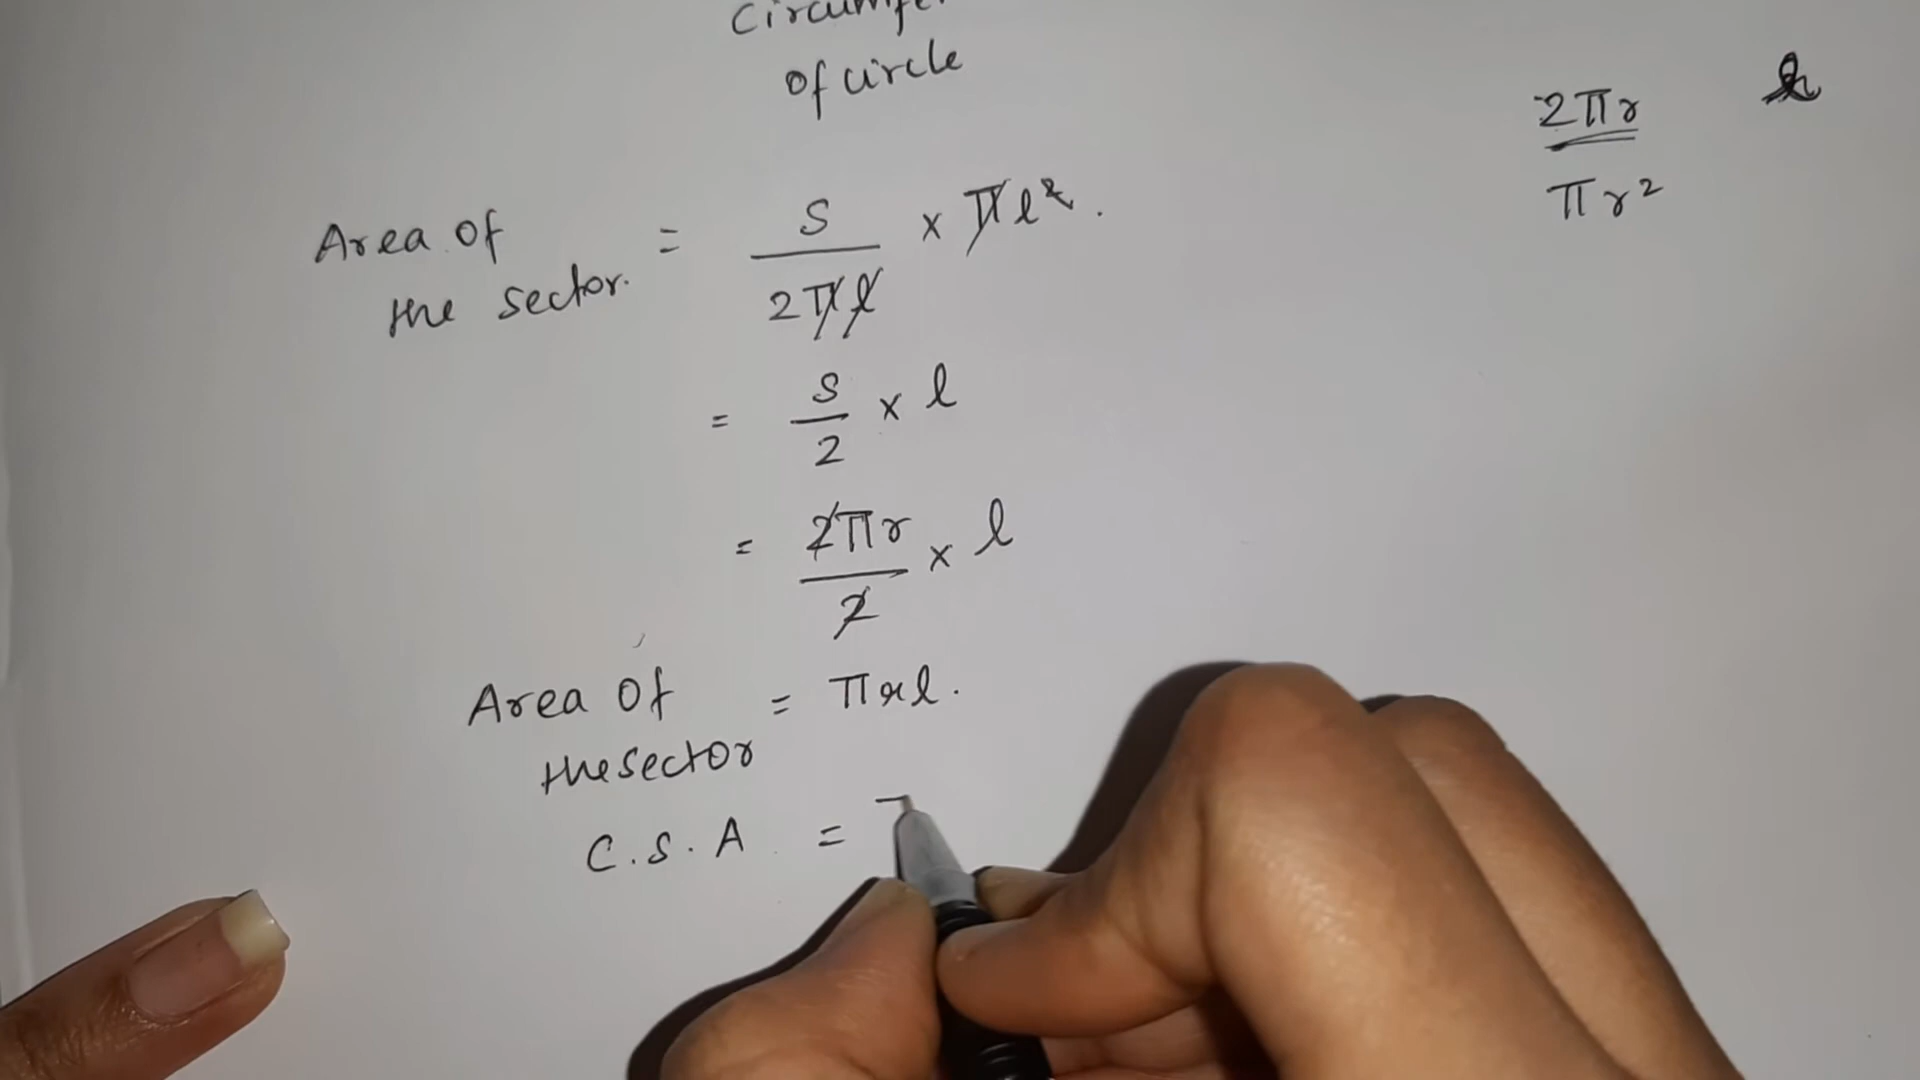 of circle
2πr
πr²
Area of the sector. = S / 2πl × πl².
= S / 2 × l
= 2πr / 2 × l
Area of the sector = πrl.
C.S.A =